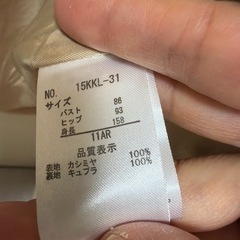 NO. 15KKL-31
サイズ
バスト 86
ヒップ 93
身長 158
11AR
品質表示
表地 カシミヤ 100%
裏地 キュプラ 100%